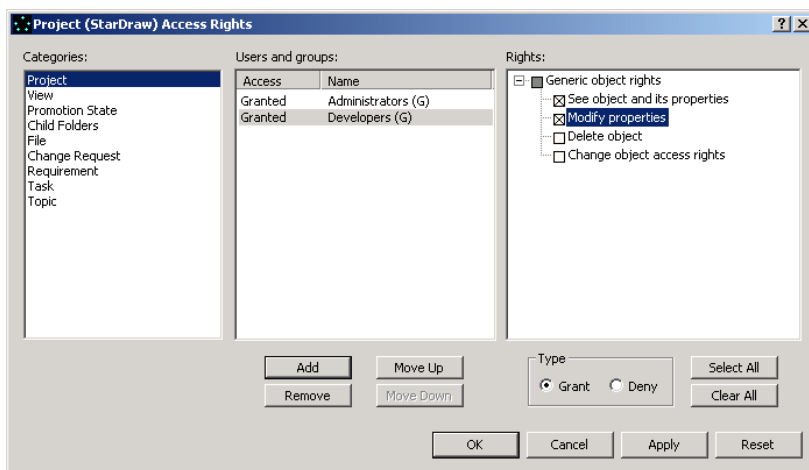 Project (StarDraw) Access Rights
Categories:
Project
View
Promotion State
Child Folders
File
Change Request
Requirement
Task
Topic
Users and groups:
Access Name
Granted Administrators (G)
Granted Developers (G)
Add
Move Up
Remove
Move Down
Rights:
Generic object rights
See object and its properties
Modify properties
Delete object
Change object access rights
Type
Grant Deny
Select All
Clear All
OK
Cancel
Apply
Reset